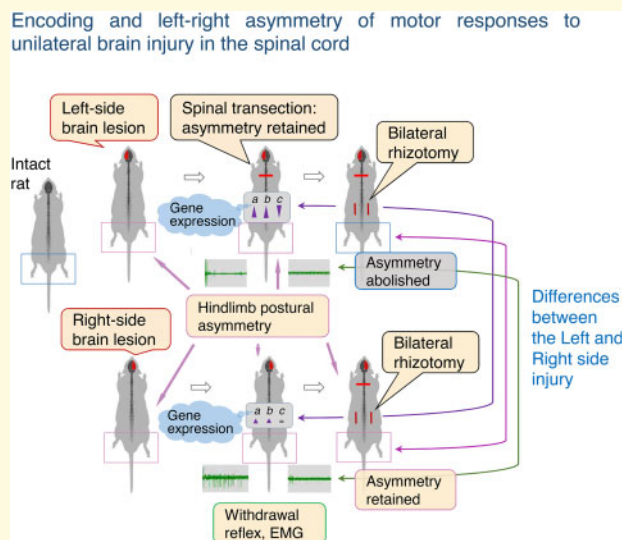 Encoding and left-right asymmetry of motor responses to
unilateral brain injury in the spinal cord
Left-side
brain lesion
Spinal transection:
asymmetry retained
Bilateral
rhizotomy
Intact
rat
Gene
expression
a b c
Asymmetry
abolished
Hindlimb postural
asymmetry
Differences
between
the Left and
Right side
injury
Right-side
brain lesion
Bilateral
rhizotomy
Gene
expression
a b c
Asymmetry
retained
Withdrawal
reflex, EMG